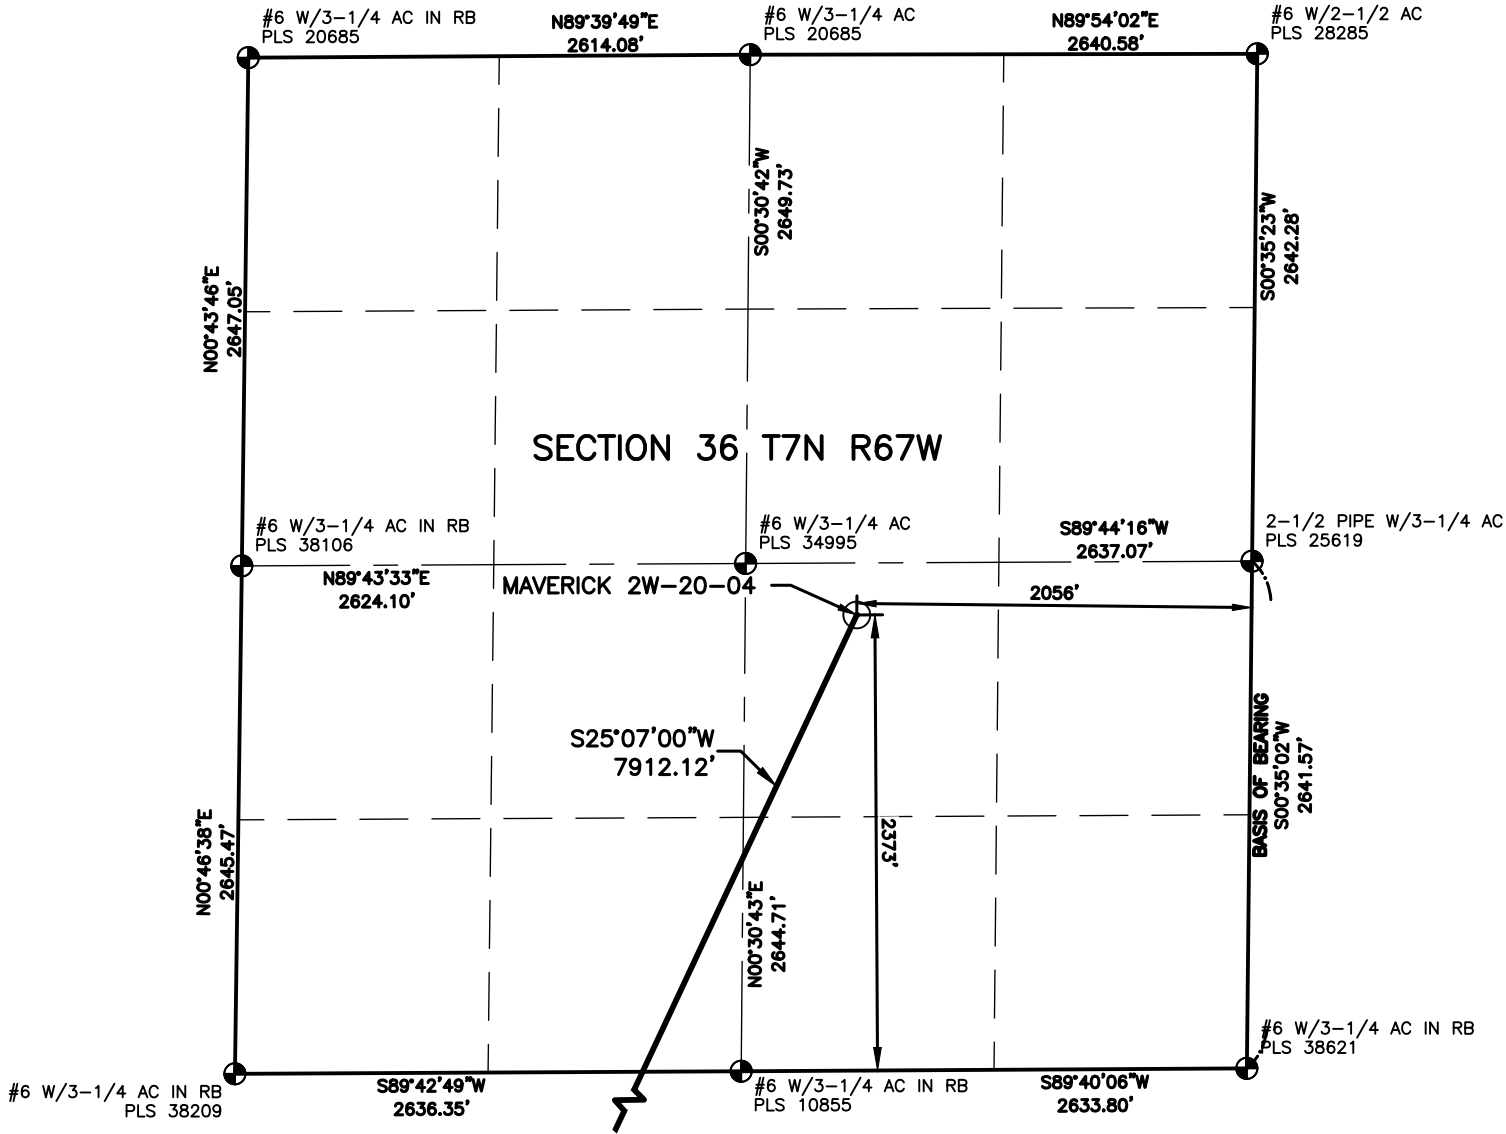 #6 W/3-1/4 AC IN RB
PLS 20685
N89°39'49"E
2614.08'
#6 W/3-1/4 AC
PLS 20685
N89°54'02"E
2640.58'
#6 W/2-1/2 AC
PLS 28285
S00°30'42"W
2649.73'
S00°35'23"W
2642.28'
N00°43'46"E
2647.05'
SECTION 36 T7N R67W
#6 W/3-1/4 AC IN RB
PLS 38106
#6 W/3-1/4 AC
PLS 34995
S89°44'16"W
2637.07'
2-1/2 PIPE W/3-1/4 AC
PLS 25619
N89°43'33"E
2624.10'
MAVERICK 2W-20-04
2056'
S25°07'00"W
7912.12'
BASIS OF BEARING
S00°35'02"W
2641.57'
2373'
N00°46'38"E
2645.47'
N00°30'43"E
2644.71'
#6 W/3-1/4 AC IN RB
PLS 38621
#6 W/3-1/4 AC IN RB
PLS 38209
S89°42'49"W
2636.35'
#6 W/3-1/4 AC IN RB
PLS 10855
S89°40'06"W
2633.80'